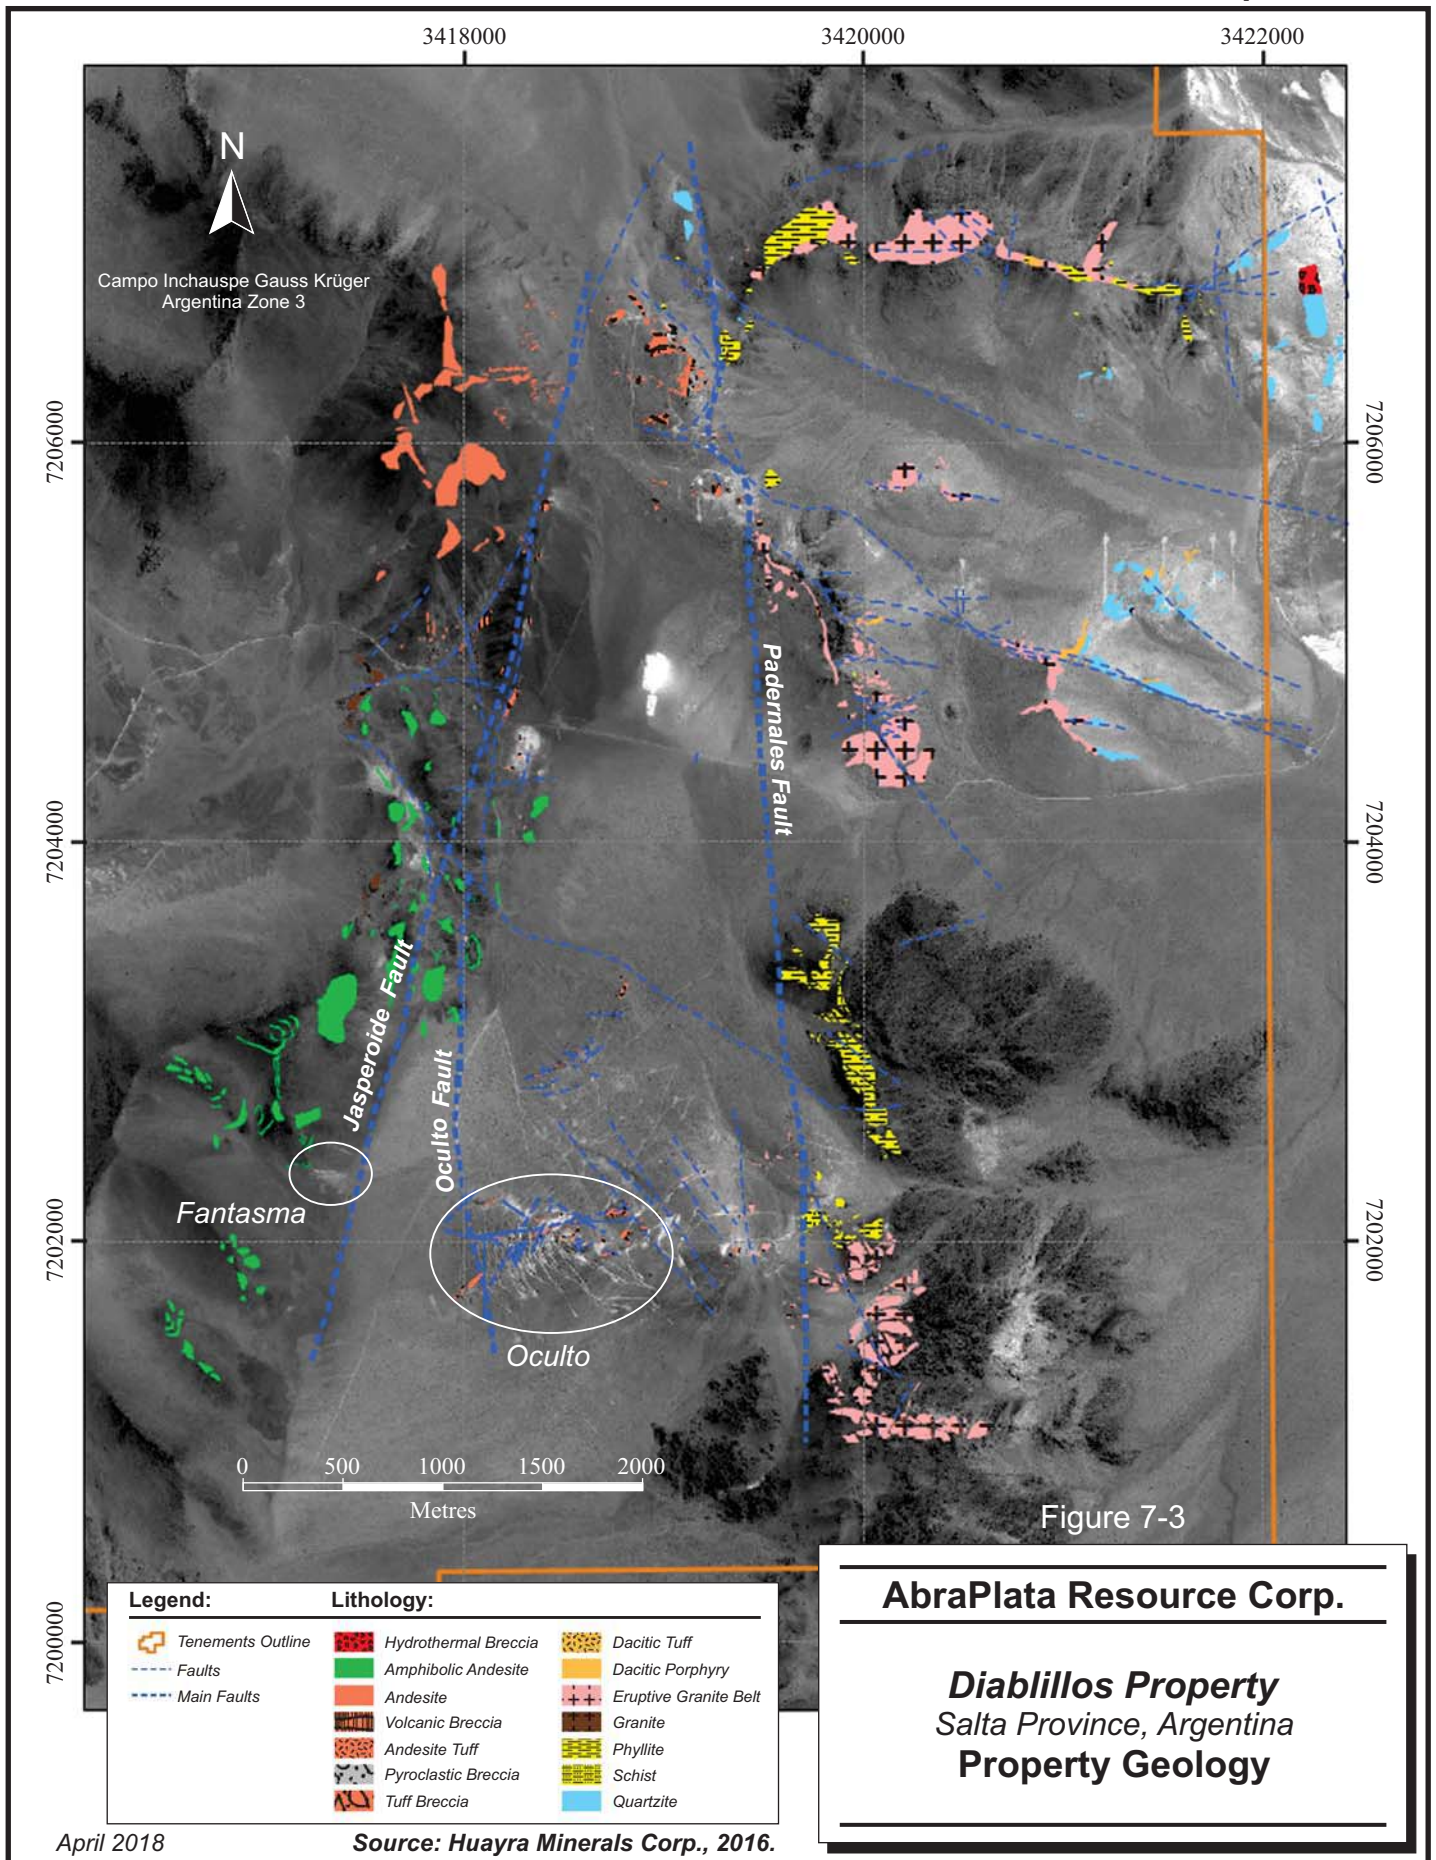 3418000
3420000
3422000
N
Campo Inchauspe Gauss Krüger
Argentina Zone 3
7206000
7206000
Padernales Fault
7204000
7204000
Jasperoide Fault
Oculto Fault
Fantasma
7202000
7202000
Oculto
0 500 1000 1500 2000
Metres
Figure 7-3
7200000
Legend:
Tenements Outline
Faults
Main Faults
Lithology:
Hydrothermal Breccia
Amphibolic Andesite
Andesite
Volcanic Breccia
Andesite Tuff
Pyroclastic Breccia
Tuff Breccia
Dacitic Tuff
Dacitic Porphyry
Eruptive Granite Belt
Granite
Phyllite
Schist
Quartzite
AbraPlata Resource Corp.
Diablillos Property
Salta Province, Argentina
Property Geology
April 2018
Source: Huayra Minerals Corp., 2016.